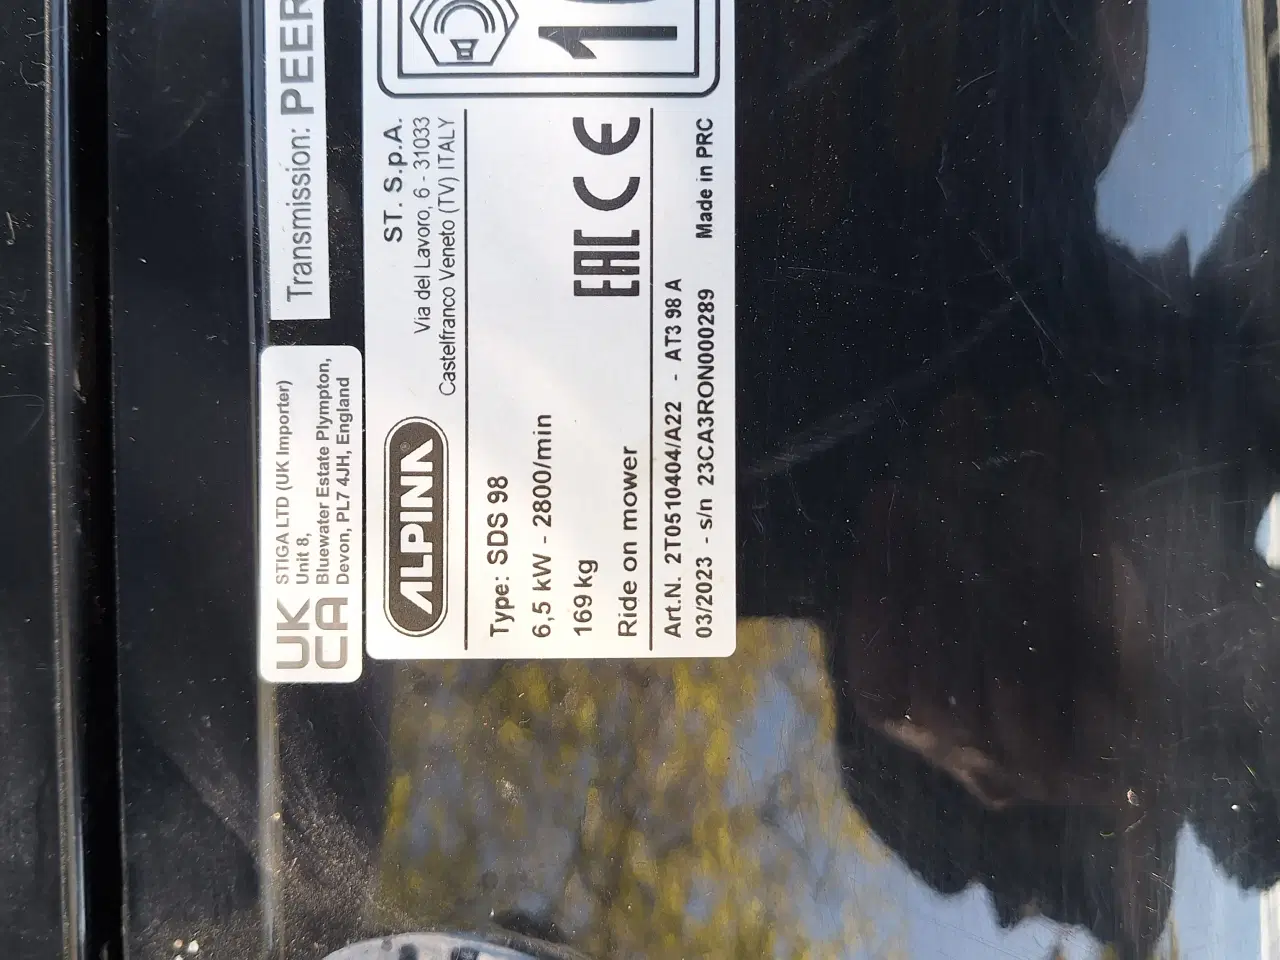 Transmission: PEER
UK
CA
STIGA LTD (UK Importer)
Unit 8,
Bluewater Estate Plympton,
Devon, PL7 4JH, England
ALPINA
ST. S.p.A.
Via del Lavoro, 6 - 31033
Castelfranco Veneto (TV) ITALY
Type: SDS 98
6,5 kW - 2800/min
169 kg
Ride on mower
EAC CE
Art.N. 2T0510404/A22 - AT3 98 A
03/2023 - s/n 23CA3RON000289 Made in PRC